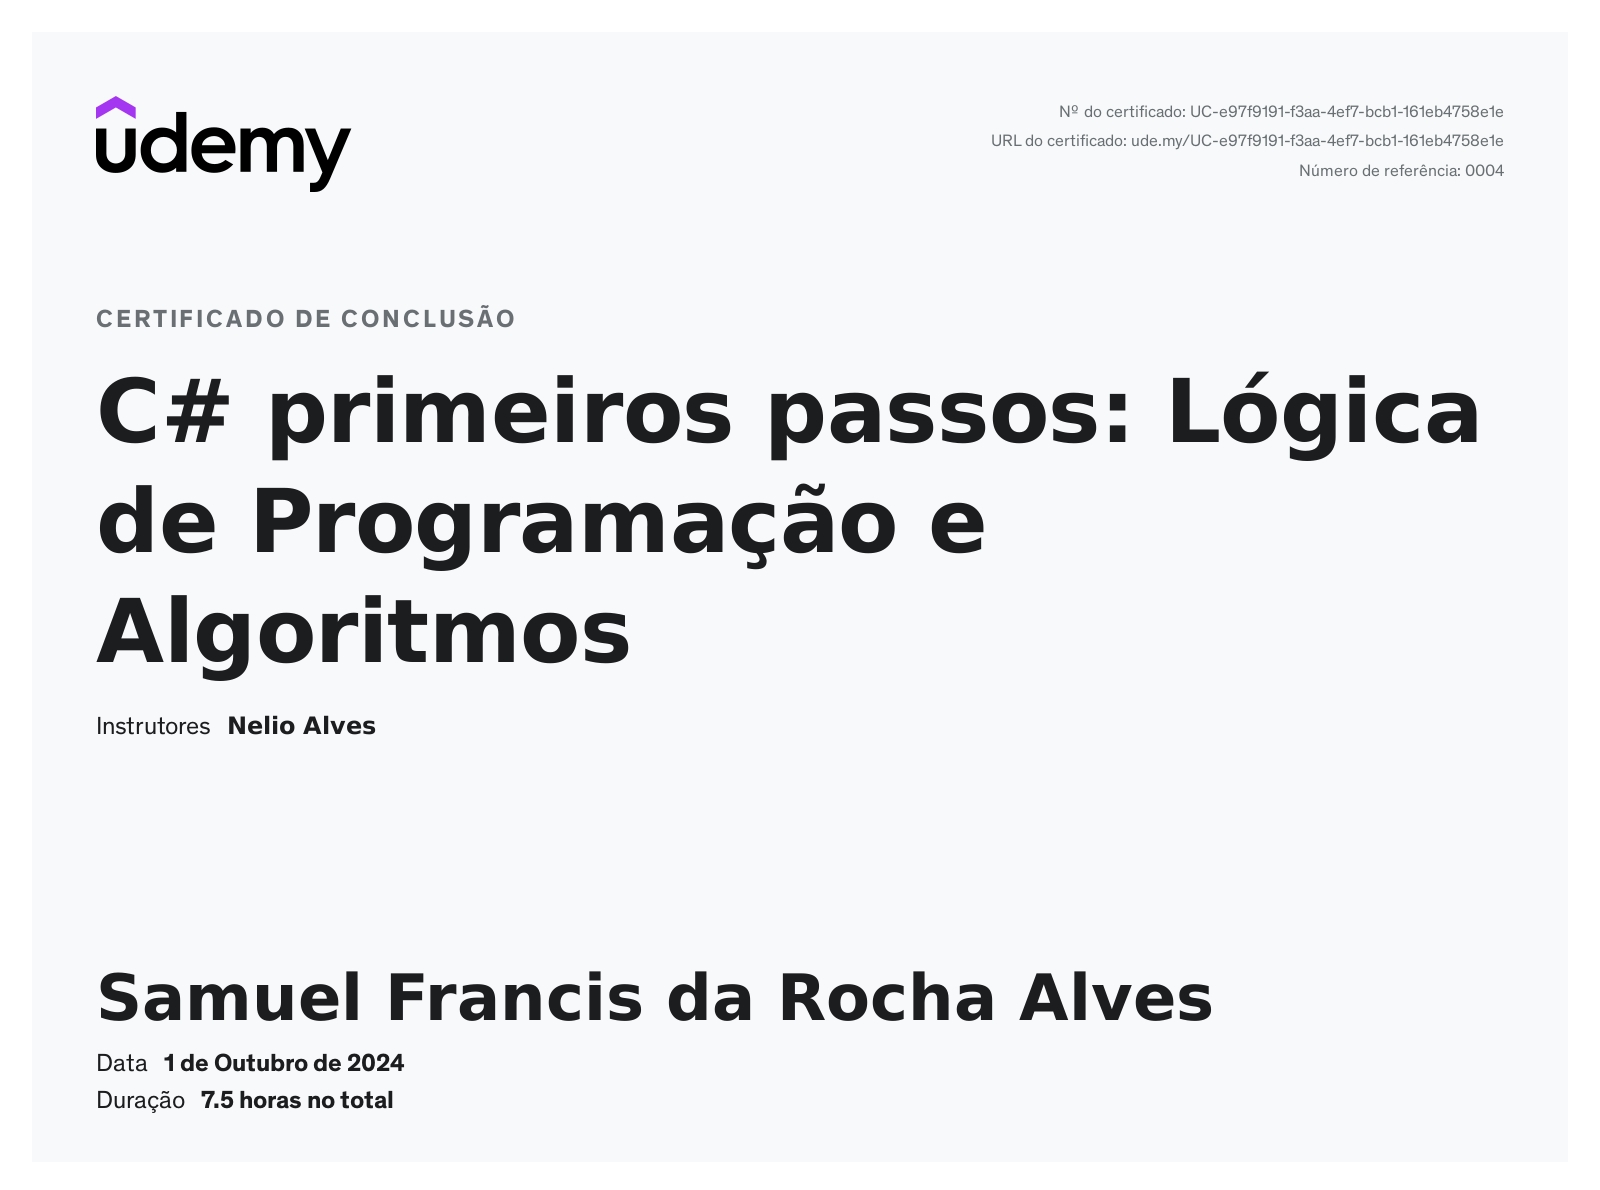 udemy
Nº do certificado: UC-e97f9191-f3aa-4ef7-bcb1-161eb4758e1e
URL do certificado: ude.my/UC-e97f9191-f3aa-4ef7-bcb1-161eb4758e1e
Número de referência: 0004
CERTIFICADO DE CONCLUSÃO
C# primeiros passos: Lógica
de Programação e
Algoritmos
Instrutores Nelio Alves
Samuel Francis da Rocha Alves
Data 1 de Outubro de 2024
Duração 7.5 horas no total